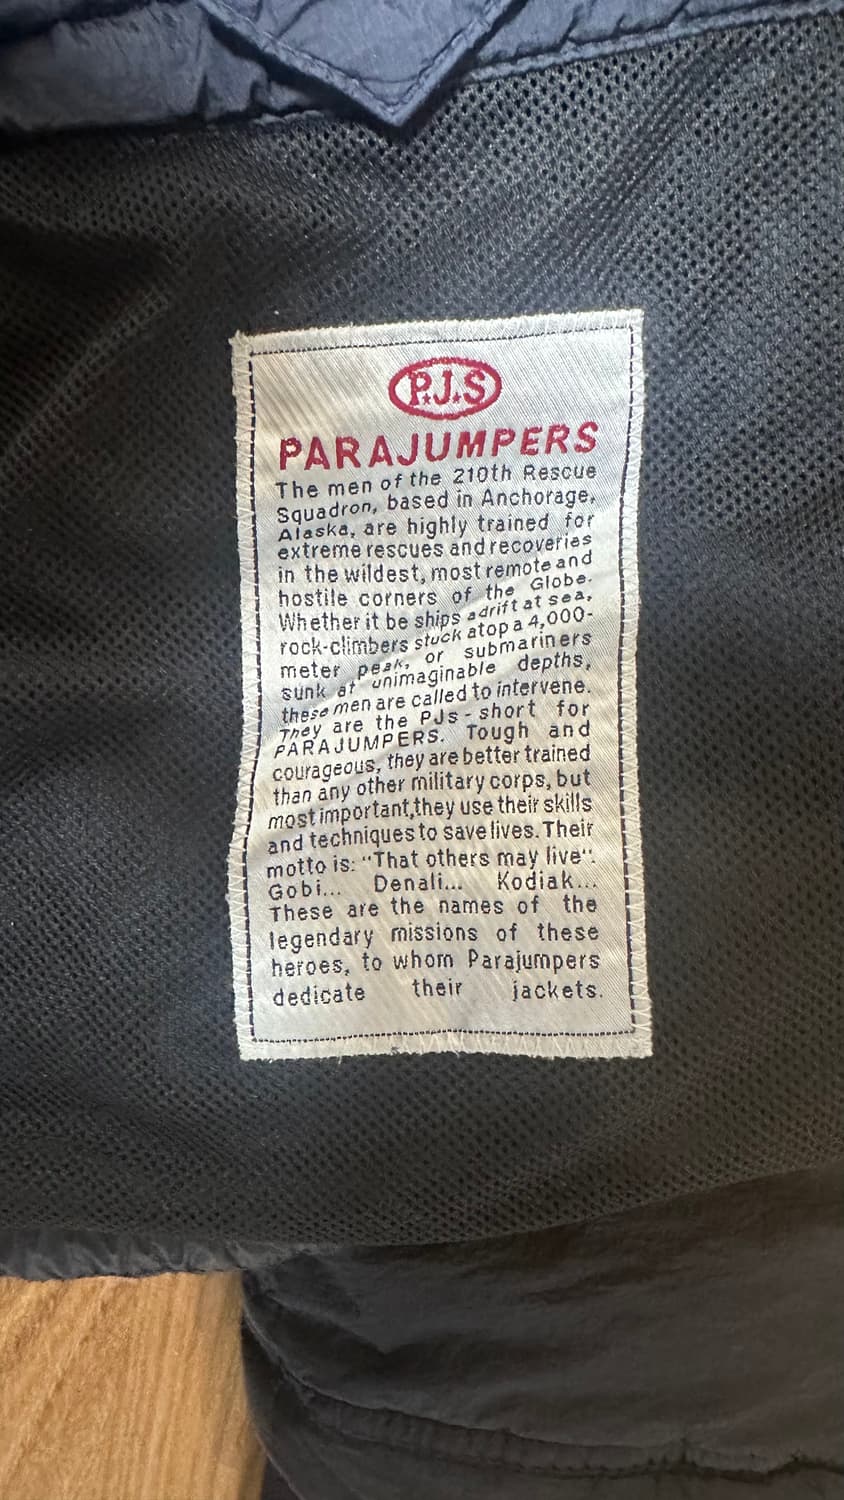 P.J.S
PARAJUMPERS
The men of the 210th Rescue
Squadron, based in Anchorage,
Alaska, are highly trained for
extreme rescues and recoveries
in the wildest, most remote and
hostile corners of the Globe.
Whether it be ships adrift at sea,
rock-climbers stuck atop a 4,000-
meter peak, or submariners
sunk at unimaginable depths,
these men are called to intervene.
They are the PJs - short for
PARAJUMPERS. Tough and
courageous, they are better trained
than any other military corps, but
most important,they use their skills
and techniques to save lives. Their
motto is: "That others may live".
Gobi... Denali... Kodiak...
These are the names of the
legendary missions of these
heroes, to whom Parajumpers
dedicate their jackets.